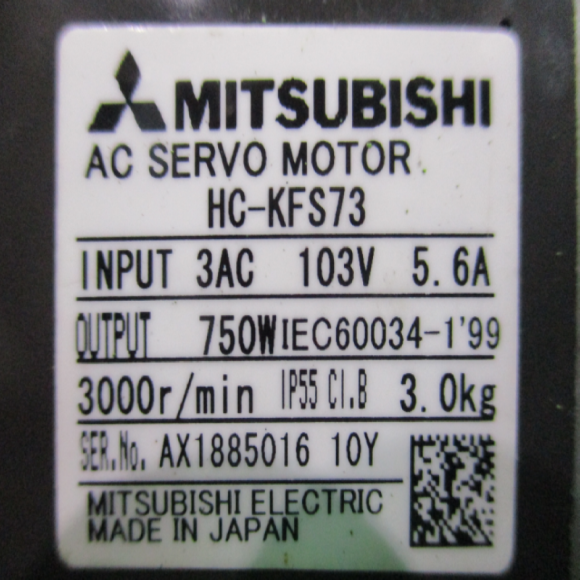 MITSUBISHI
AC SERVO MOTOR
HC-KFS73
INPUT 3AC 103V 5.6A
OUTPUT 750W IEC60034-1'99
3000r/min IP55 CI.B 3.0kg
SER.No. AX1885016 10Y
MITSUBISHI ELECTRIC
MADE IN JAPAN